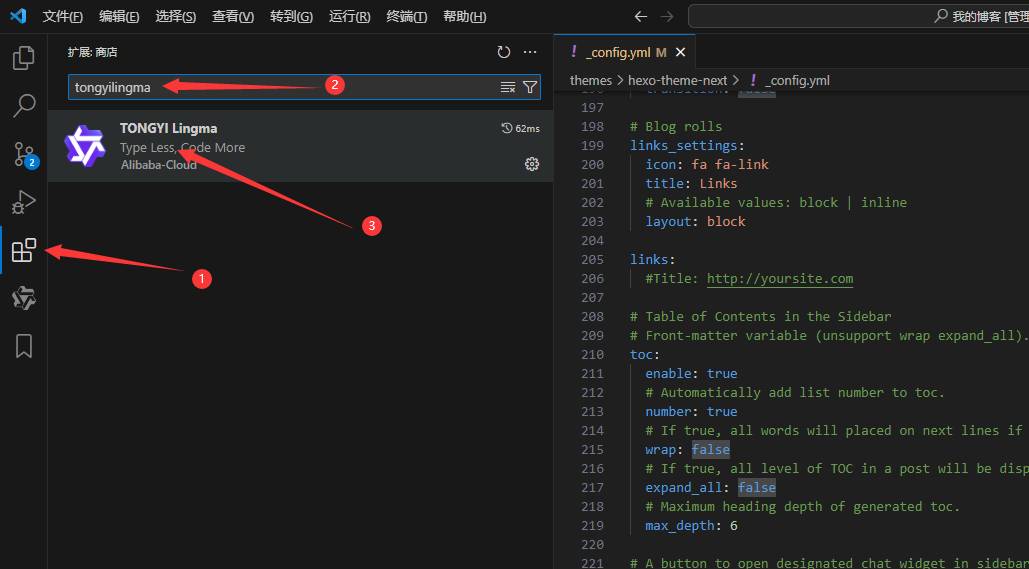 文件(F) 编辑(E) 选择(S) 查看(V) 转到(G) 运行(R) 终端(T) 帮助(H)
我的博客 [管理
扩展: 商店
tongyilingma
2
TONGYI Lingma
62ms
Type Less, Code More
Alibaba-Cloud
3
2
1
! _config.yml M
themes > hexo-theme-next > ! _config.yml
196 transition: false
197
198 # Blog rolls
199 links_settings:
200 icon: fa fa-link
201 title: Links
202 # Available values: block | inline
203 layout: block
204
205 links:
206 #Title: http://yoursite.com
207
208 # Table of Contents in the Sidebar
209 # Front-matter variable (unsupport wrap expand_all).
210 toc:
211 enable: true
212 # Automatically add list number to toc.
213 number: true
214 # If true, all words will placed on next lines if
215 wrap: false
216 # If true, all level of TOC in a post will be disp
217 expand_all: false
218 # Maximum heading depth of generated toc.
219 max_depth: 6
220
221 # A button to open designated chat widget in sidebar